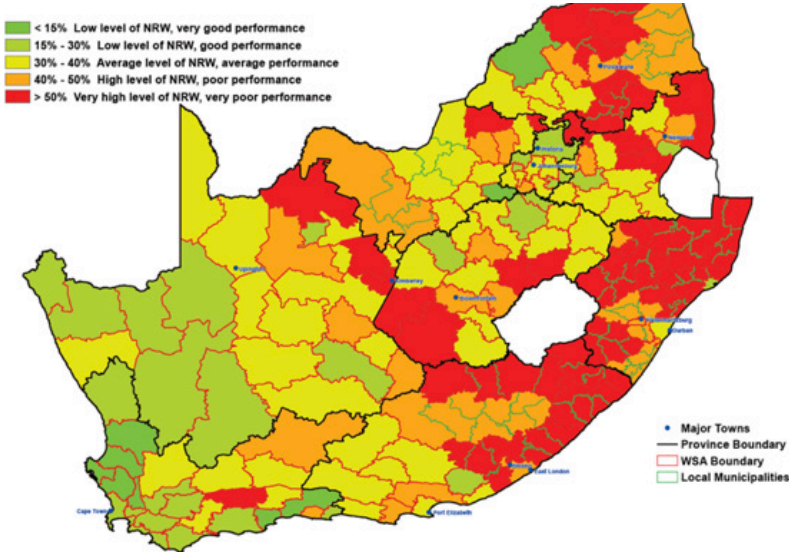 < 15% Low level of NRW, very good performance
15% - 30% Low level of NRW, good performance
30% - 40% Average level of NRW, average performance
40% - 50% High level of NRW, poor performance
> 50% Very high level of NRW, very poor performance
Polokwane
Nelspruit
Pretoria
Johannesburg
Upington
Kimberley
Bloemfontein
Pietermaritzburg
Durban
Major Towns
Province Boundary
WSA Boundary
Local Municipalities
East London
Cape Town
Port Elizabeth